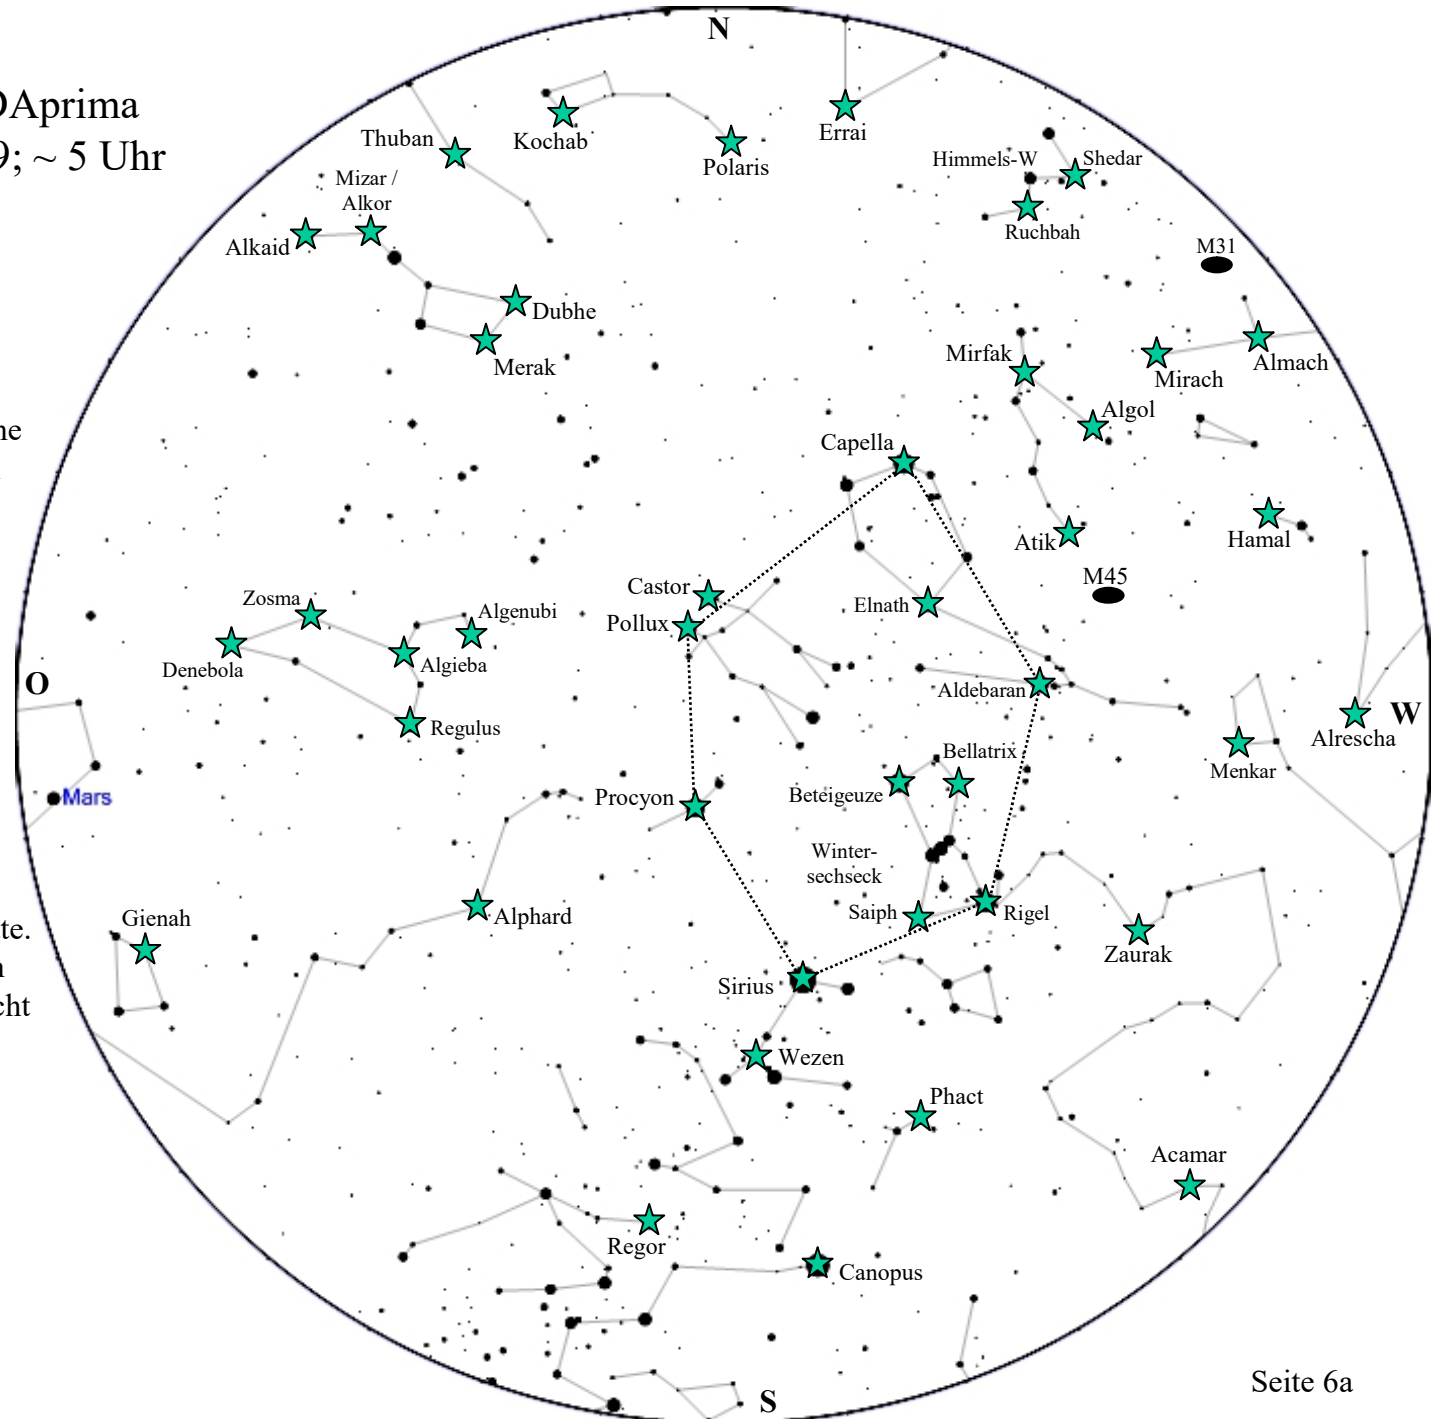 N
Aprima
9; ~ 5 Uhr
Thuban
Kochab
Polaris
Errai
Himmels-W
Shedar
Ruchbah
Mizar /
Alkor
Alkaid
M31
Dubhe
Merak
Mirfak
Mirach
Almach
Algol
Capella
Atik
Hamal
M45
Castor
Pollux
Elnath
Zosma
Algenubi
Denebola
Algieba
Regulus
O
Aldebaran
W
Alrescha
Menkar
Mars
Procyon
Bellatrix
Beteigeuze
Winter-
sechseck
Saiph
Rigel
Zaurak
Gienah
Alphard
te.
cht
Sirius
Wezen
Phact
Acamar
Regor
Canopus
S
Seite 6a